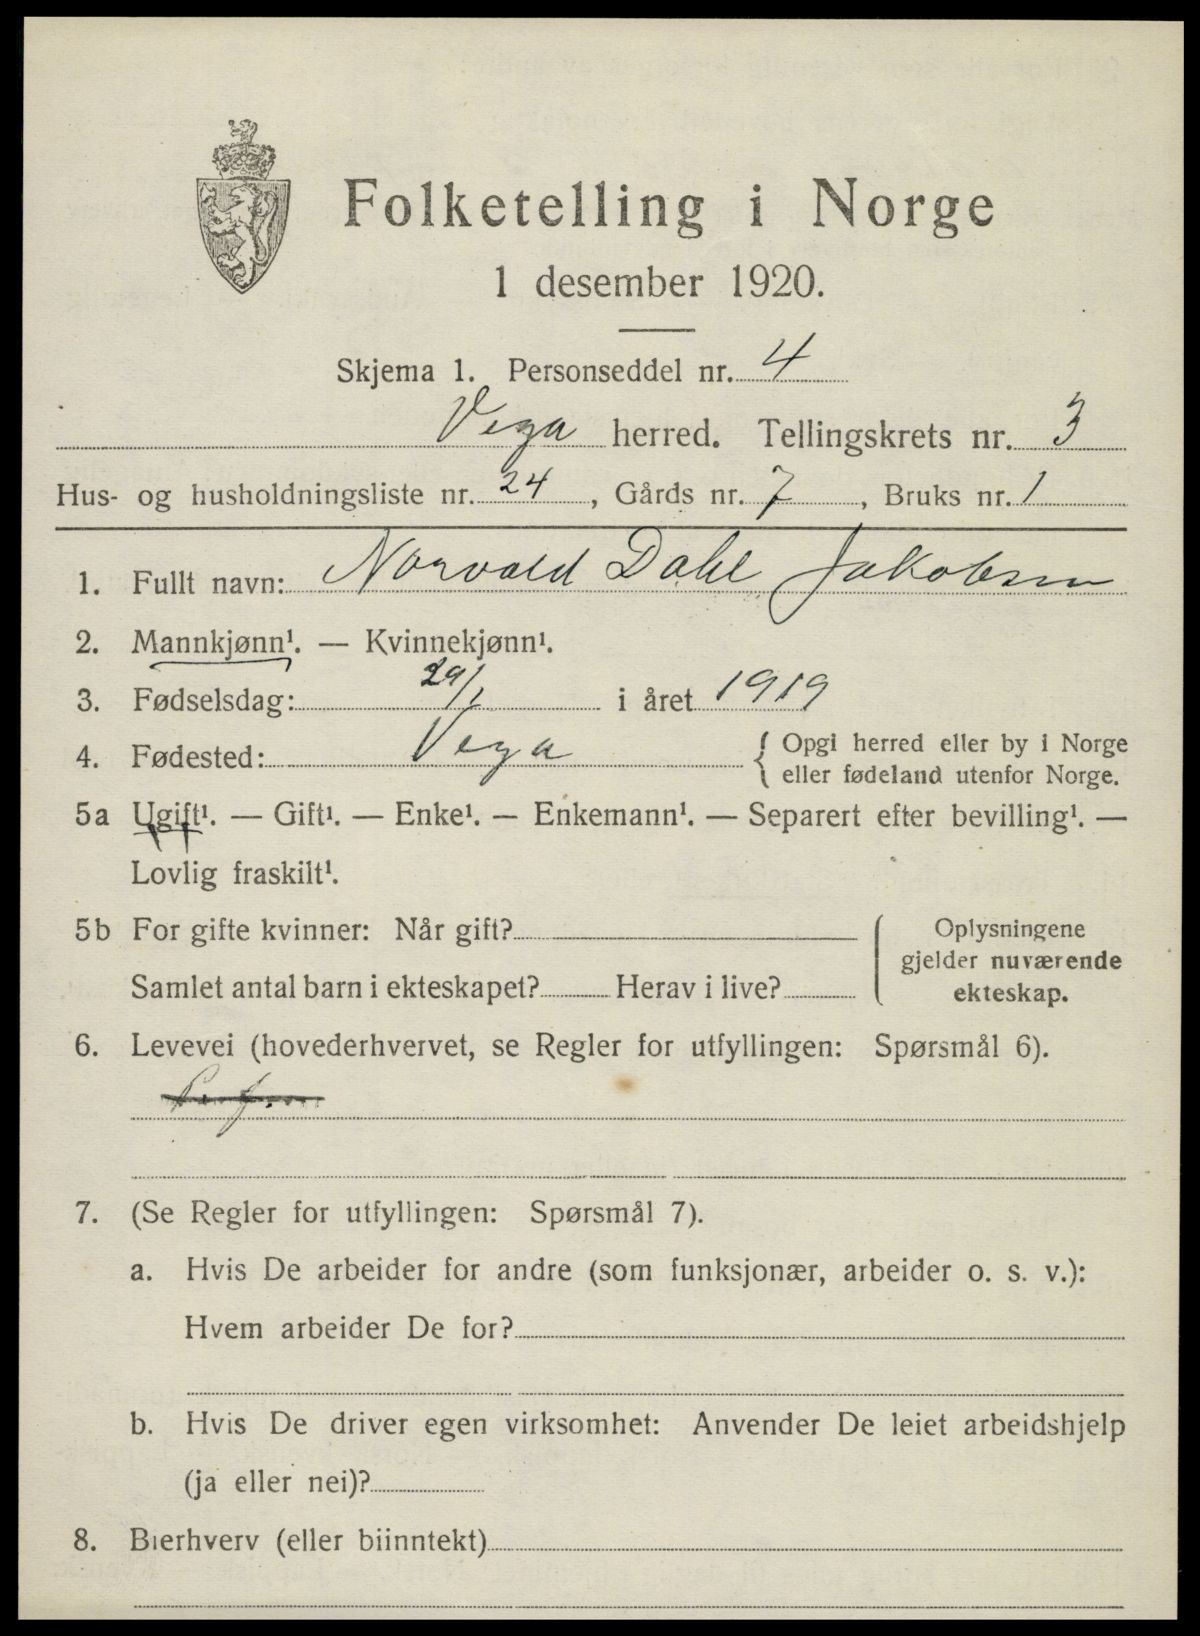 Folketelling i Norge
1 desember 1920.
Skjema 1. Personseddel nr. 4
Vega herred. Tellingskrets nr. 3
Hus- og husholdningsliste nr. 24, Gårds nr. 7, Bruks nr. 1
1. Fullt navn: Norvald Dahl Jakobsen
2. Mannkjønn¹. — Kvinnekjønn¹.
3. Fødselsdag: 29/1 i året 1919
4. Fødested: Vega { Opgi herred eller by i Norge
eller fødeland utenfor Norge.
5a Ugift¹. — Gift¹. — Enke¹. — Enkemann¹. — Separert efter bevilling¹. —
Lovlig fraskilt¹.
5b For gifte kvinner: Når gift?
Samlet antal barn i ekteskapet? Herav i live?
Oplysningene
gjelder nuværende
ekteskap.
6. Levevei (hovederhvervet, se Regler for utfyllingen: Spørsmål 6).
7. (Se Regler for utfyllingen: Spørsmål 7).
a. Hvis De arbeider for andre (som funksjonær, arbeider o. s. v.):
Hvem arbeider De for?
b. Hvis De driver egen virksomhet: Anvender De leiet arbeidshjelp
(ja eller nei)?
8. Bierhverv (eller biinntekt)